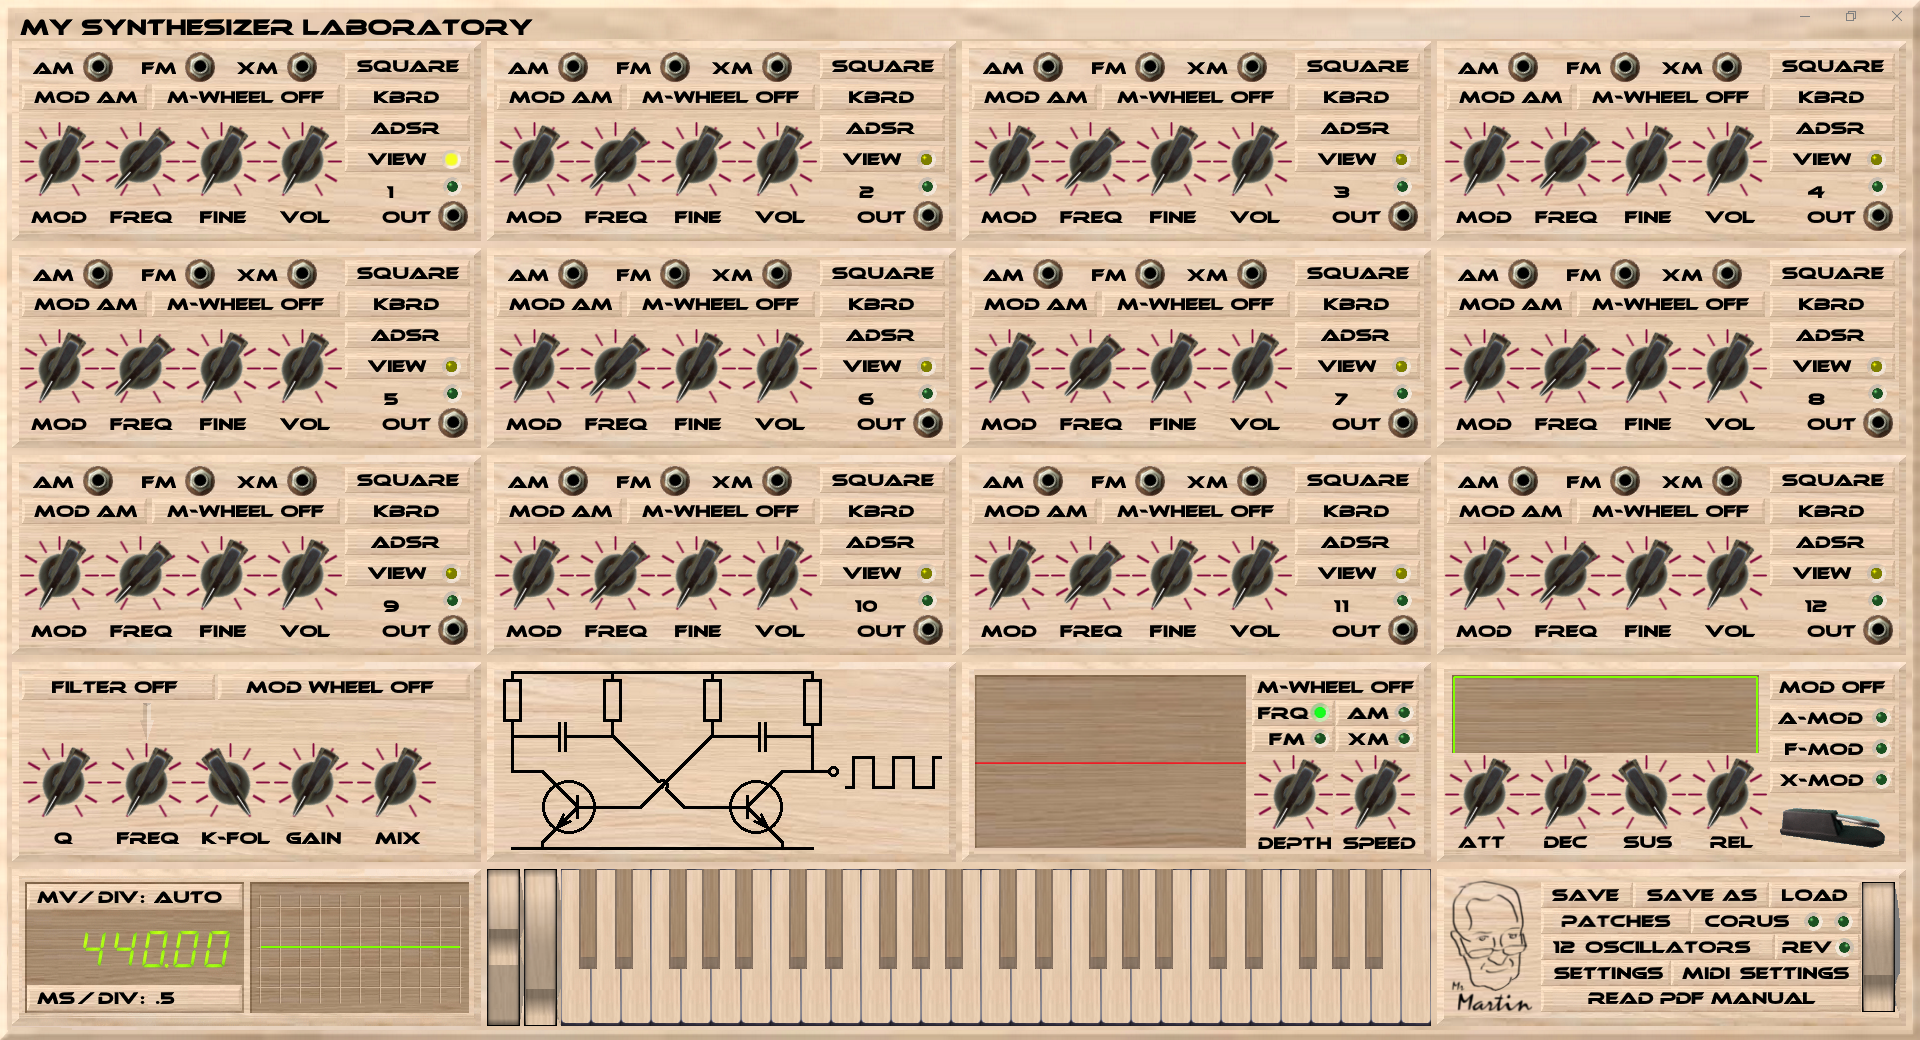 MY SYNTHESIZER LABORATORY
AM FM XM SQUARE AM FM XM SQUARE AM FM XM SQUARE AM FM XM SQUARE
MOD AM M-WHEEL OFF KBRD MOD AM M-WHEEL OFF KBRD MOD AM M-WHEEL OFF KBRD MOD AM M-WHEEL OFF KBRD
ADSR ADSR ADSR ADSR
VIEW VIEW VIEW VIEW
1 2 3 4
MOD FREQ FINE VOL OUT MOD FREQ FINE VOL OUT MOD FREQ FINE VOL OUT MOD FREQ FINE VOL OUT
AM FM XM SQUARE AM FM XM SQUARE AM FM XM SQUARE AM FM XM SQUARE
MOD AM M-WHEEL OFF KBRD MOD AM M-WHEEL OFF KBRD MOD AM M-WHEEL OFF KBRD MOD AM M-WHEEL OFF KBRD
ADSR ADSR ADSR ADSR
VIEW VIEW VIEW VIEW
5 6 7 8
MOD FREQ FINE VOL OUT MOD FREQ FINE VOL OUT MOD FREQ FINE VOL OUT MOD FREQ FINE VOL OUT
AM FM XM SQUARE AM FM XM SQUARE AM FM XM SQUARE AM FM XM SQUARE
MOD AM M-WHEEL OFF KBRD MOD AM M-WHEEL OFF KBRD MOD AM M-WHEEL OFF KBRD MOD AM M-WHEEL OFF KBRD
ADSR ADSR ADSR ADSR
VIEW VIEW VIEW VIEW
9 10 11 12
MOD FREQ FINE VOL OUT MOD FREQ FINE VOL OUT MOD FREQ FINE VOL OUT MOD FREQ FINE VOL OUT
FILTER OFF MOD WHEEL OFF
Q FREQ K-FOL GAIN MIX
M-WHEEL OFF
FRQ AM
FM XM
DEPTH SPEED
MOD OFF
A-MOD
F-MOD
X-MOD
ATT DEC SUS REL
MV/DIV: AUTO
440.00
MS/DIV: .5
SAVE SAVE AS LOAD
PATCHES CORUS
12 OSCILLATORS REV
SETTINGS MIDI SETTINGS
READ PDF MANUAL
Mr Martin